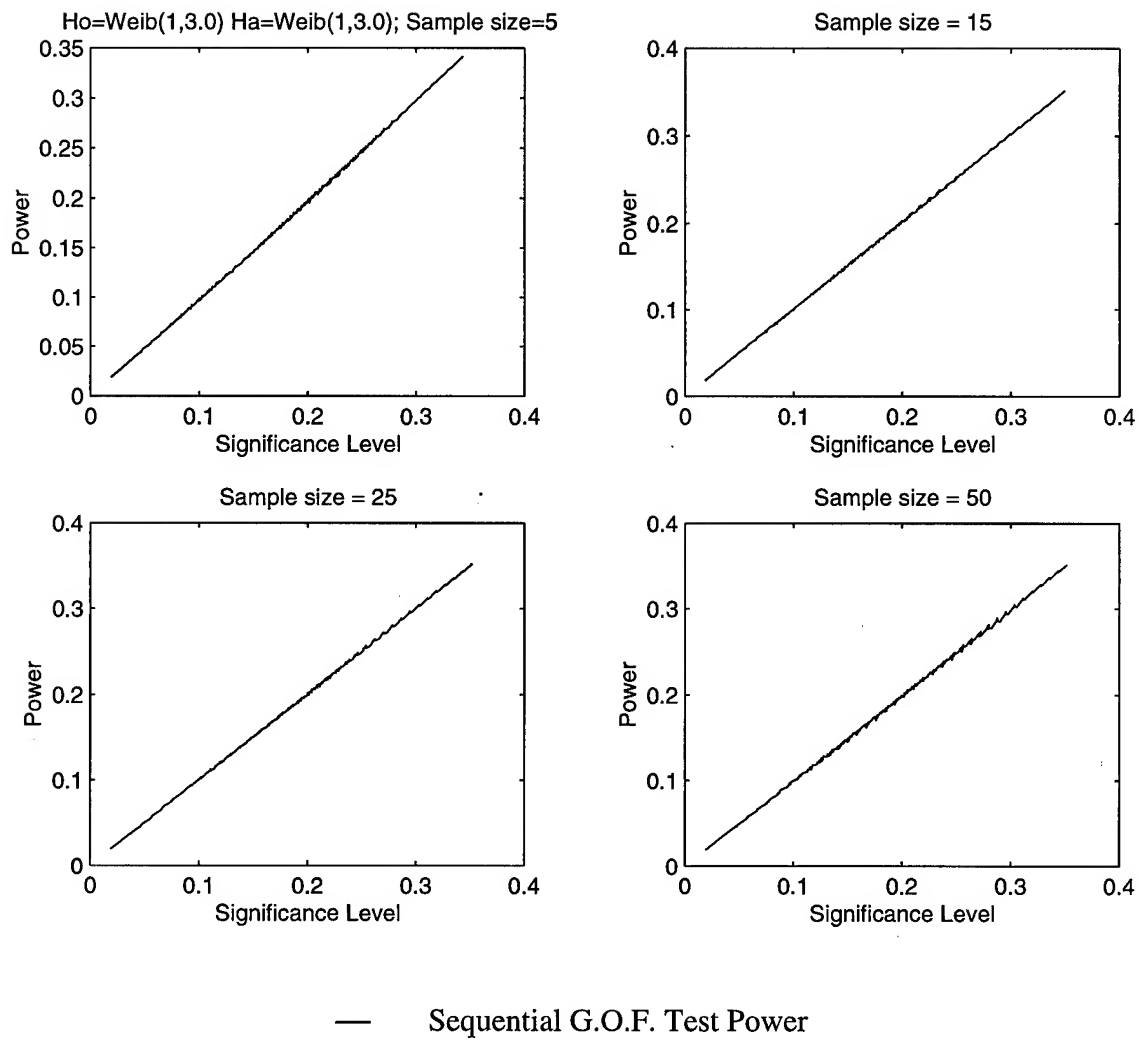 Ho=Weib(1,3.0) Ha=Weib(1,3.0); Sample size=5
0.35
0.3
0.25
0.2
0.15
0.1
0.05
0
Power
0 0.1 0.2 0.3 0.4
Significance Level
Sample size = 15
0.4
0.3
0.2
0.1
0
Power
0 0.1 0.2 0.3 0.4
Significance Level
Sample size = 25
0.4
0.3
0.2
0.1
0
Power
0 0.1 0.2 0.3 0.4
Significance Level
Sample size = 50
0.4
0.3
0.2
0.1
0
Power
0 0.1 0.2 0.3 0.4
Significance Level
Sequential G.O.F. Test Power